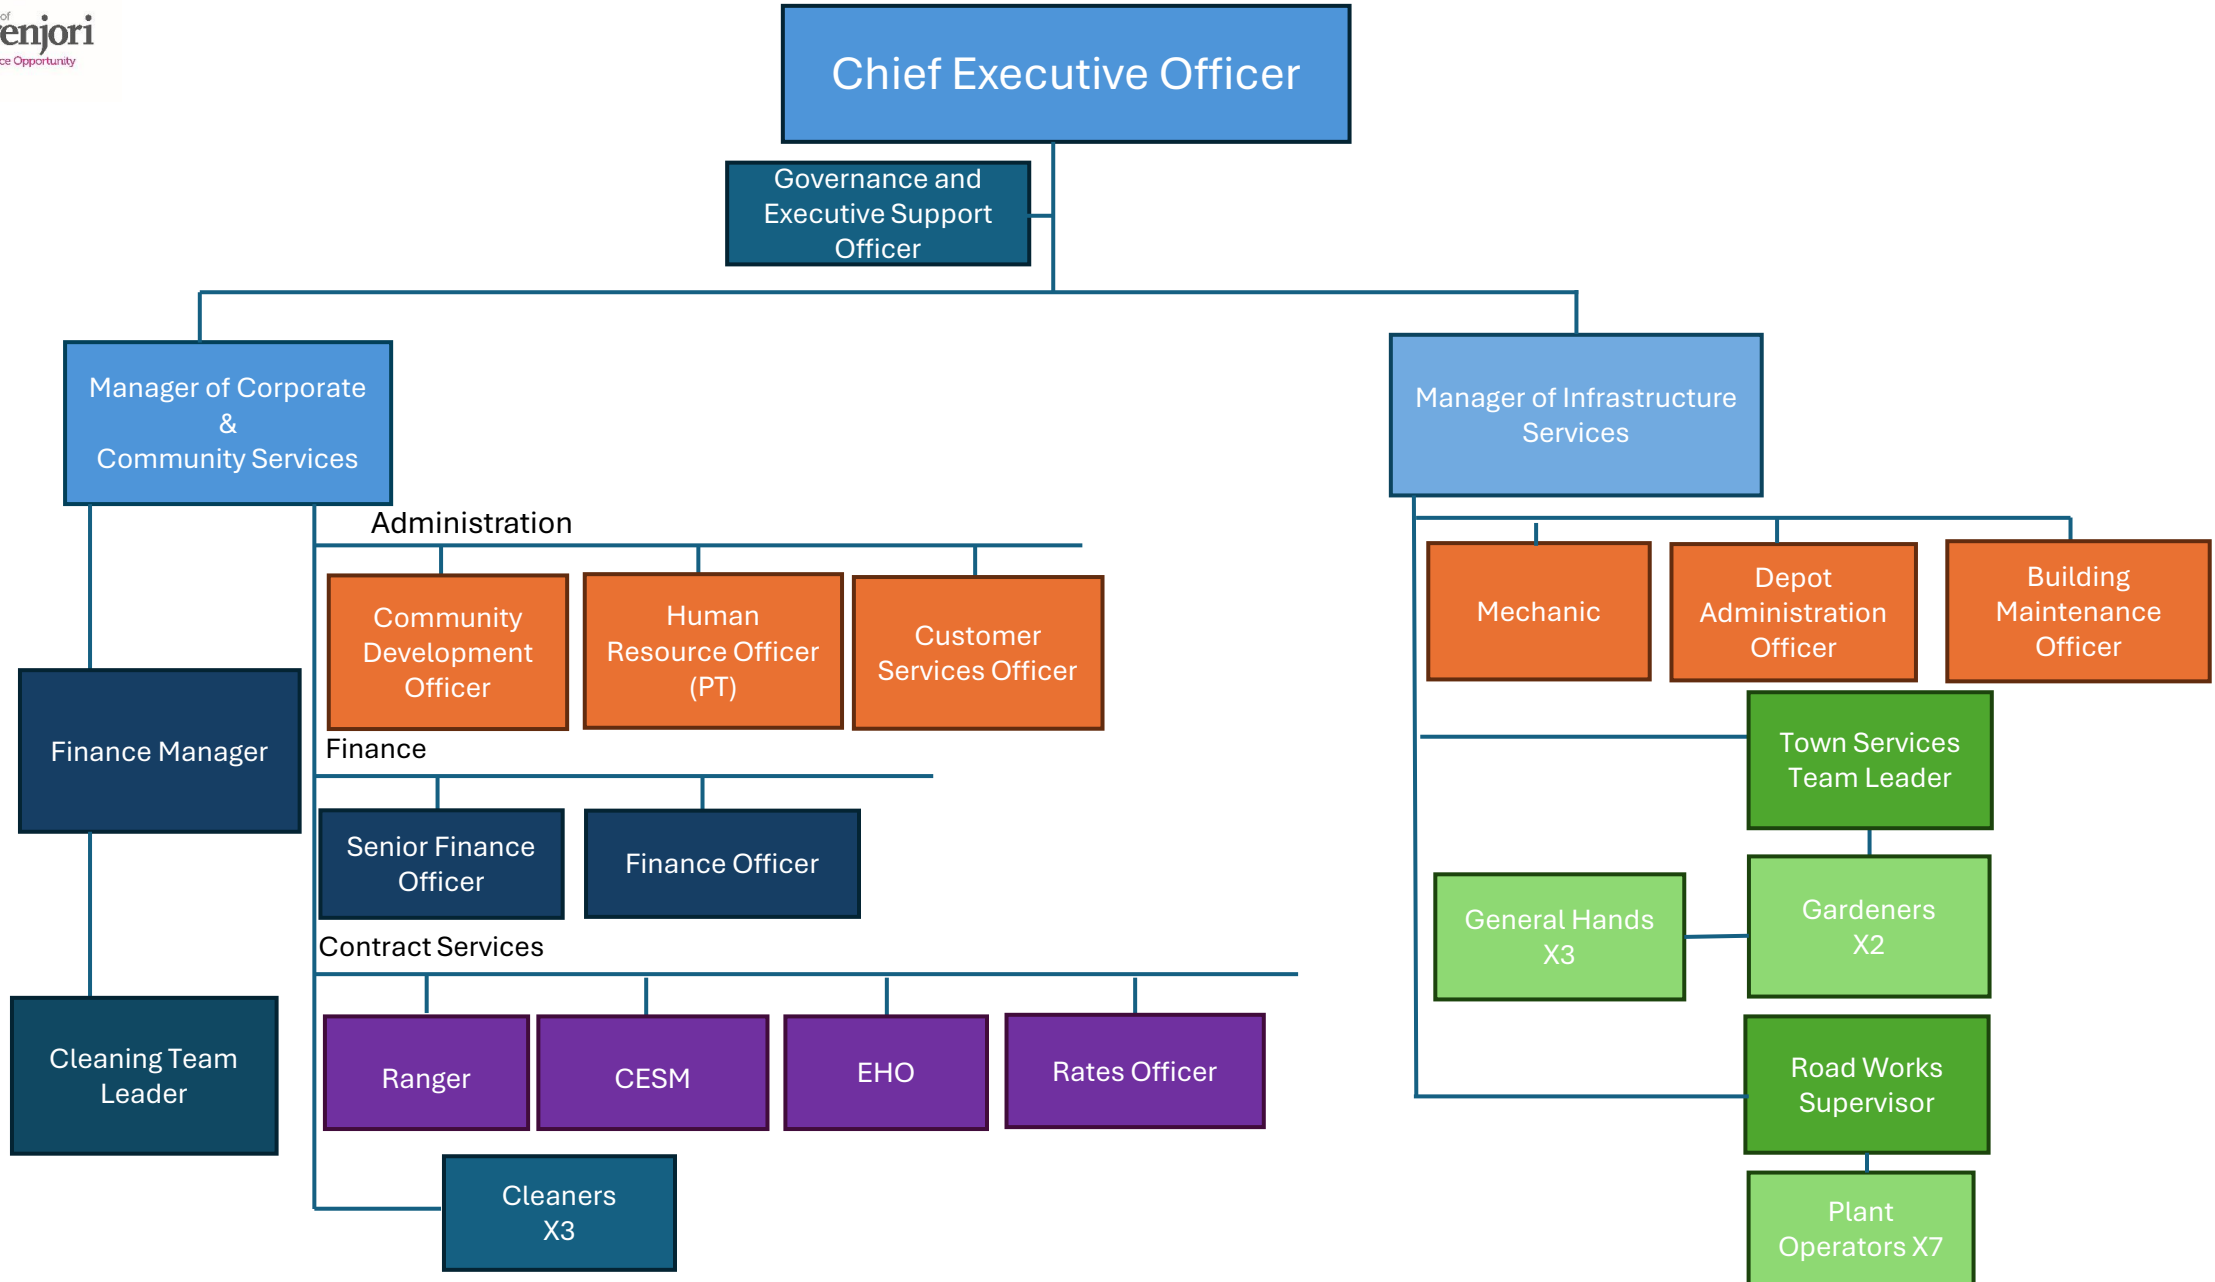 of
enjori
ce Opportunity
Chief Executive Officer
Governance and
Executive Support
Officer
Manager of Corporate
&
Community Services
Manager of Infrastructure
Services
Administration
Community
Development
Officer
Human
Resource Officer
(PT)
Customer
Services Officer
Mechanic
Depot
Administration
Officer
Building
Maintenance
Officer
Finance Manager
Finance
Senior Finance
Officer
Finance Officer
Town Services
Team Leader
General Hands
X3
Gardeners
X2
Contract Services
Cleaning Team
Leader
Ranger
CESM
EHO
Rates Officer
Road Works
Supervisor
Cleaners
X3
Plant
Operators X7